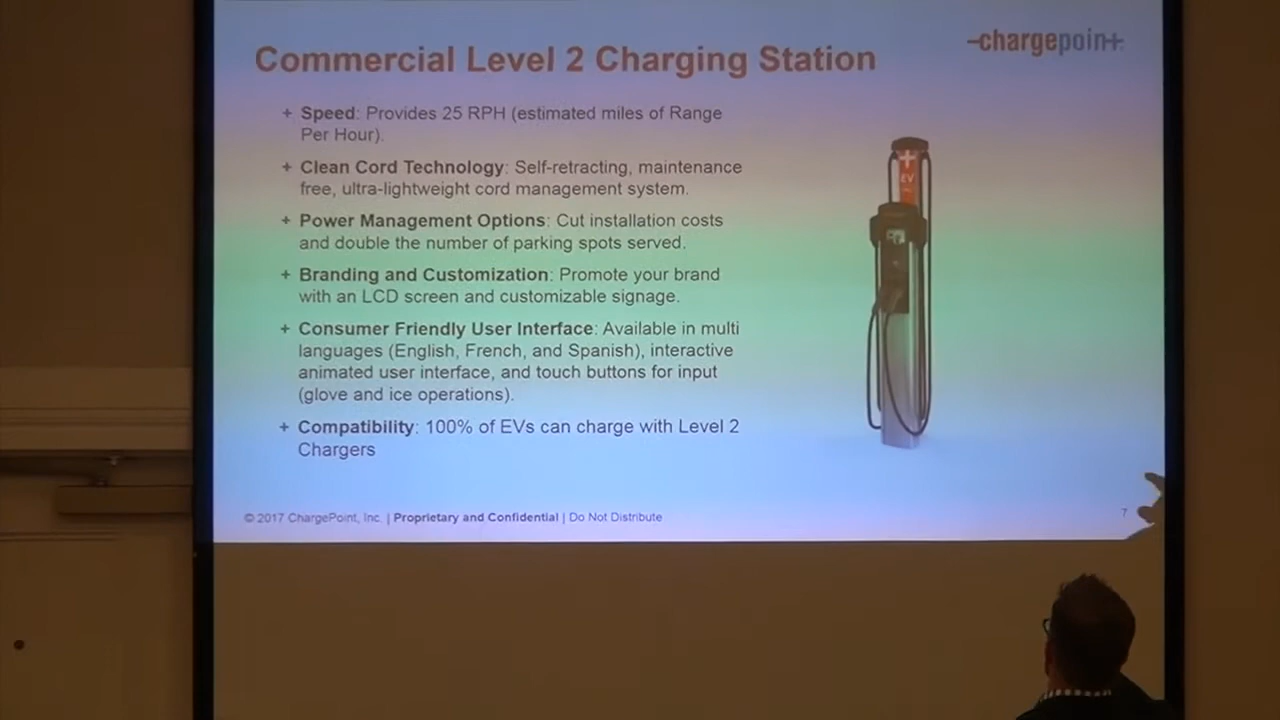 Commercial Level 2 Charging Station
-chargepoin+.
+ Speed: Provides 25 RPH (estimated miles of Range
Per Hour).
+ Clean Cord Technology: Self-retracting, maintenance
free, ultra-lightweight cord management system.
+ Power Management Options: Cut installation costs
and double the number of parking spots served.
+ Branding and Customization: Promote your brand
with an LCD screen and customizable signage.
+ Consumer Friendly User Interface: Available in multi
languages (English, French, and Spanish), interactive
animated user interface, and touch buttons for input
(glove and ice operations).
+ Compatibility: 100% of EVs can charge with Level 2
Chargers
EV
© 2017 ChargePoint, Inc. | Proprietary and Confidential | Do Not Distribute
7